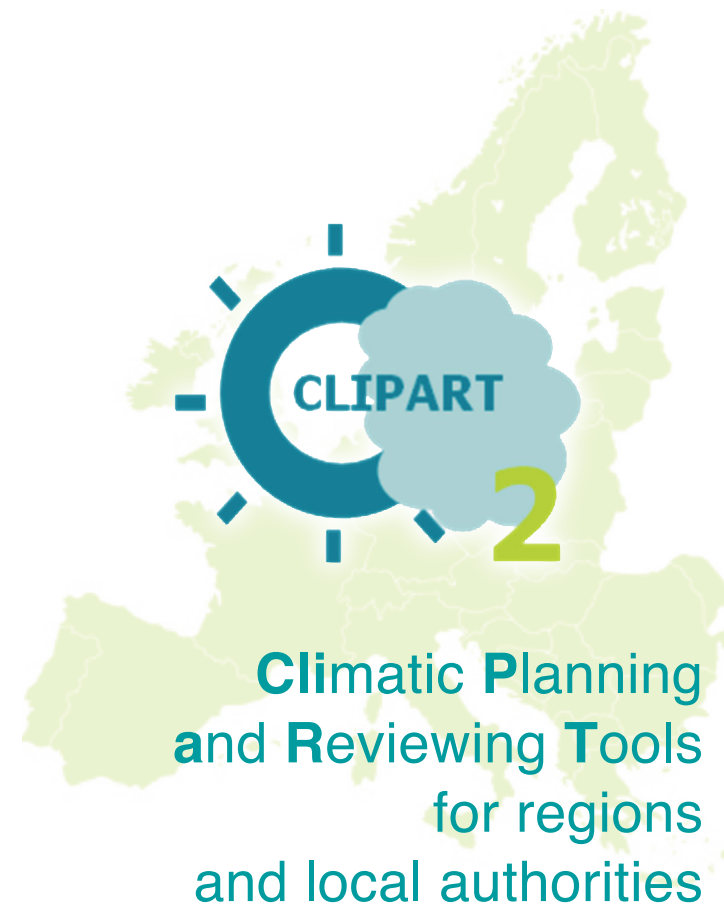 CLIPART
2
Climatic Planning
and Reviewing Tools
for regions
and local authorities